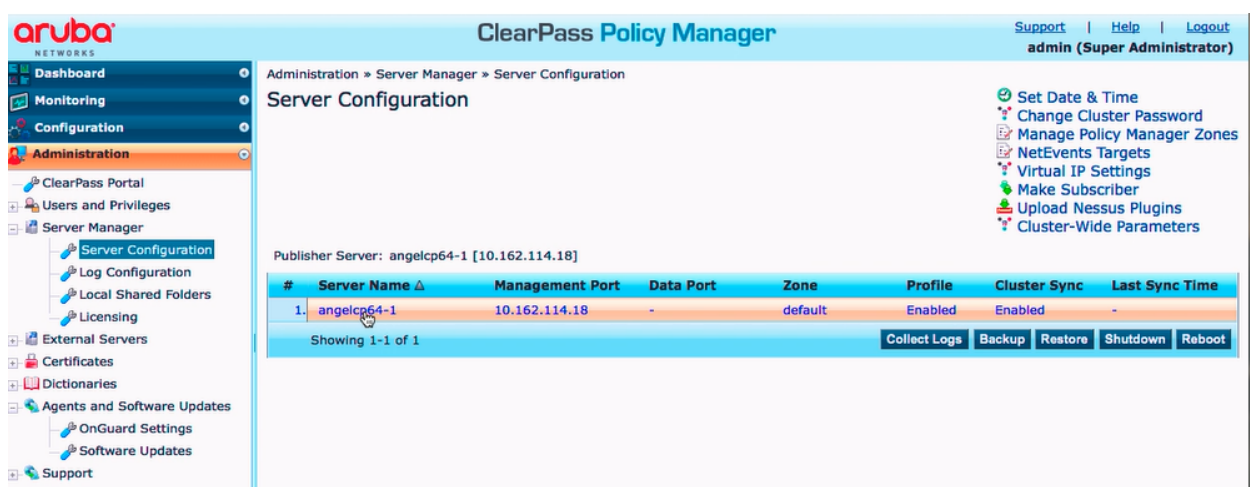 aruba
NETWORKS
ClearPass Policy Manager
Support | Help | Logout
admin (Super Administrator)
Dashboard
Monitoring
Configuration
Administration
ClearPass Portal
Users and Privileges
Server Manager
Server Configuration
Log Configuration
Local Shared Folders
Licensing
External Servers
Certificates
Dictionaries
Agents and Software Updates
OnGuard Settings
Software Updates
Support
Administration » Server Manager » Server Configuration
Server Configuration
Set Date & Time
Change Cluster Password
Manage Policy Manager Zones
NetEvents Targets
Virtual IP Settings
Make Subscriber
Upload Nessus Plugins
Cluster-Wide Parameters
Publisher Server: angelcp64-1 [10.162.114.18]
# Server Name △ Management Port Data Port Zone Profile Cluster Sync Last Sync Time
1. angelcp64-1 10.162.114.18 - default Enabled Enabled -
Showing 1-1 of 1 Collect Logs Backup Restore Shutdown Reboot